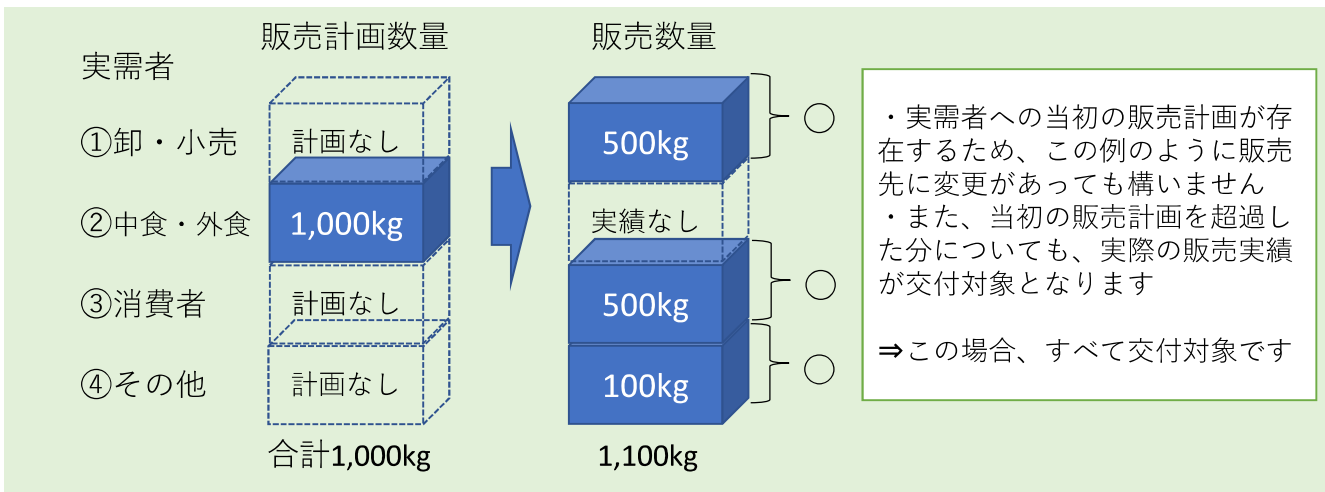 販売計画数量
販売数量
実需者
①卸・小売
計画なし
500kg
○
②中食・外食
1,000kg
実績なし
③消費者
計画なし
500kg
○
④その他
計画なし
100kg
○
合計1,000kg
1,100kg
・実需者への当初の販売計画が存
在するため、この例のように販売
先に変更があっても構いません
・また、当初の販売計画を超過し
た分についても、実際の販売実績
が交付対象となります
⇒この場合、すべて交付対象です